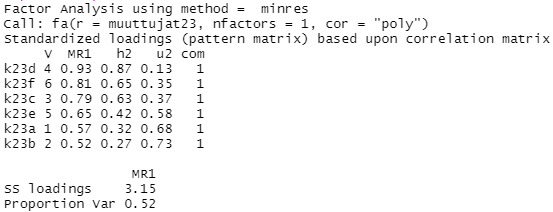 Factor Analysis using method =  minres
Call: fa(r = muuttujat23, nfactors = 1, cor = "poly")
Standardized loadings (pattern matrix) based upon correlation matrix
     V  MR1   h2   u2 com
k23d 4 0.93 0.87 0.13   1
k23f 6 0.81 0.65 0.35   1
k23c 3 0.79 0.63 0.37   1
k23e 5 0.65 0.42 0.58   1
k23a 1 0.57 0.32 0.68   1
k23b 2 0.52 0.27 0.73   1
                MR1
SS loadings    3.15
Proportion Var 0.52